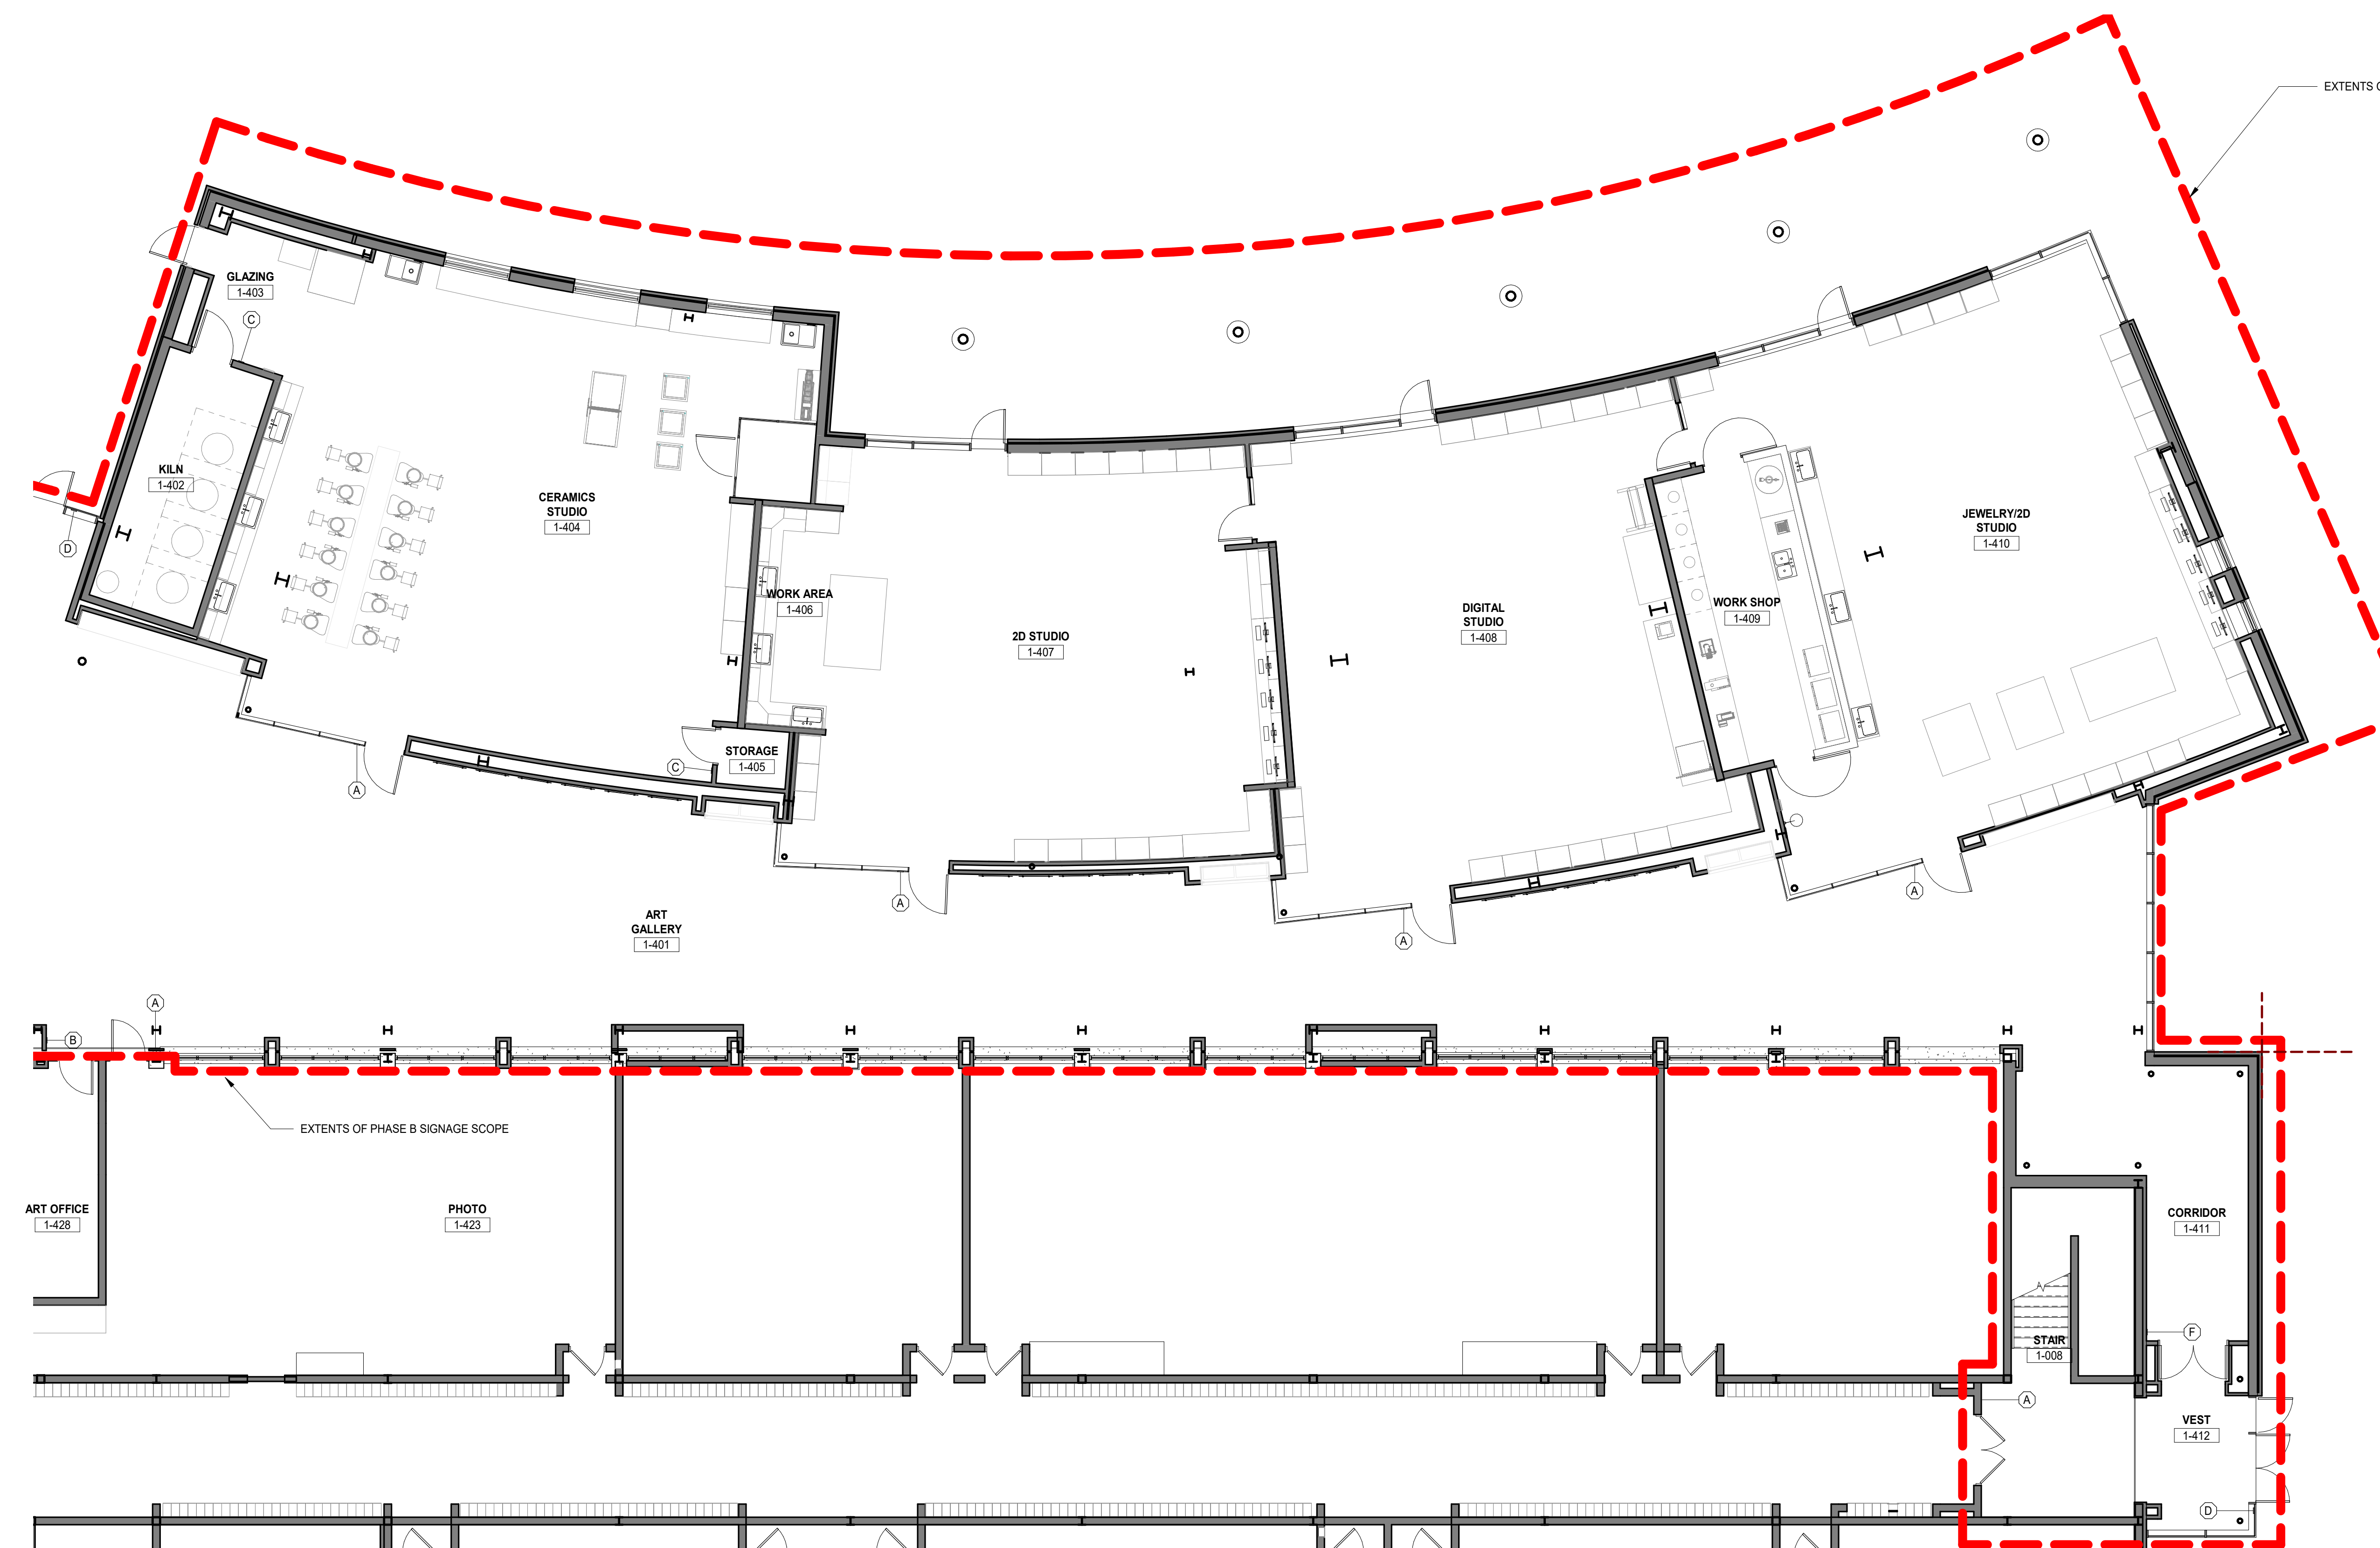 EXTENTS O
GLAZING
1-403
C
KILN
1-402
D
CERAMICS
STUDIO
1-404
JEWELRY/2D
STUDIO
1-410
WORK AREA
1-406
WORK SHOP
1-409
DIGITAL
STUDIO
1-408
2D STUDIO
1-407
STORAGE
1-405
C
A
A
A
A
ART
GALLERY
1-401
A
B
EXTENTS OF PHASE B SIGNAGE SCOPE
ART OFFICE
1-428
PHOTO
1-423
CORRIDOR
1-411
F
STAIR
1-008
A
VEST
1-412
D